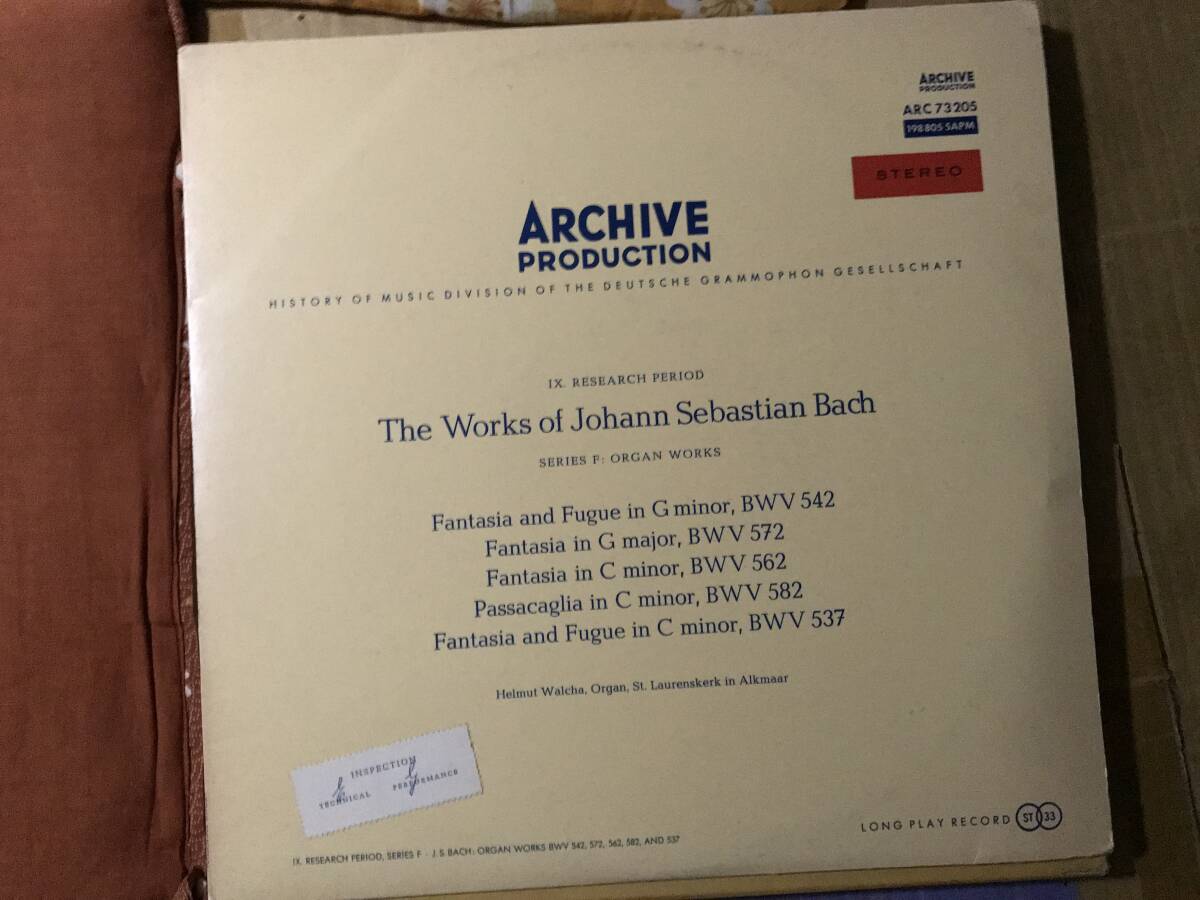 ARCHIVE
PRODUCTION
ARC 73205
198 805 SAPM
STEREO
ARCHIVE
PRODUCTION
HISTORY OF MUSIC DIVISION OF THE DEUTSCHE GRAMMOPHON GESELLSCHAFT
IX. RESEARCH PERIOD
The Works of Johann Sebastian Bach
SERIES F: ORGAN WORKS
Fantasia and Fugue in G minor, BWV 542
Fantasia in G major, BWV 572
Fantasia in C minor, BWV 562
Passacaglia in C minor, BWV 582
Fantasia and Fugue in C minor, BWV 537
Helmut Walcha, Organ, St. Laurenskerk in Alkmaar
INSPECTION
TECHNICAL PERFORMANCE
LONG PLAY RECORD ST 33
IX. RESEARCH PERIOD, SERIES F · J. S. BACH: ORGAN WORKS BWV 542, 572, 562, 582, AND 537